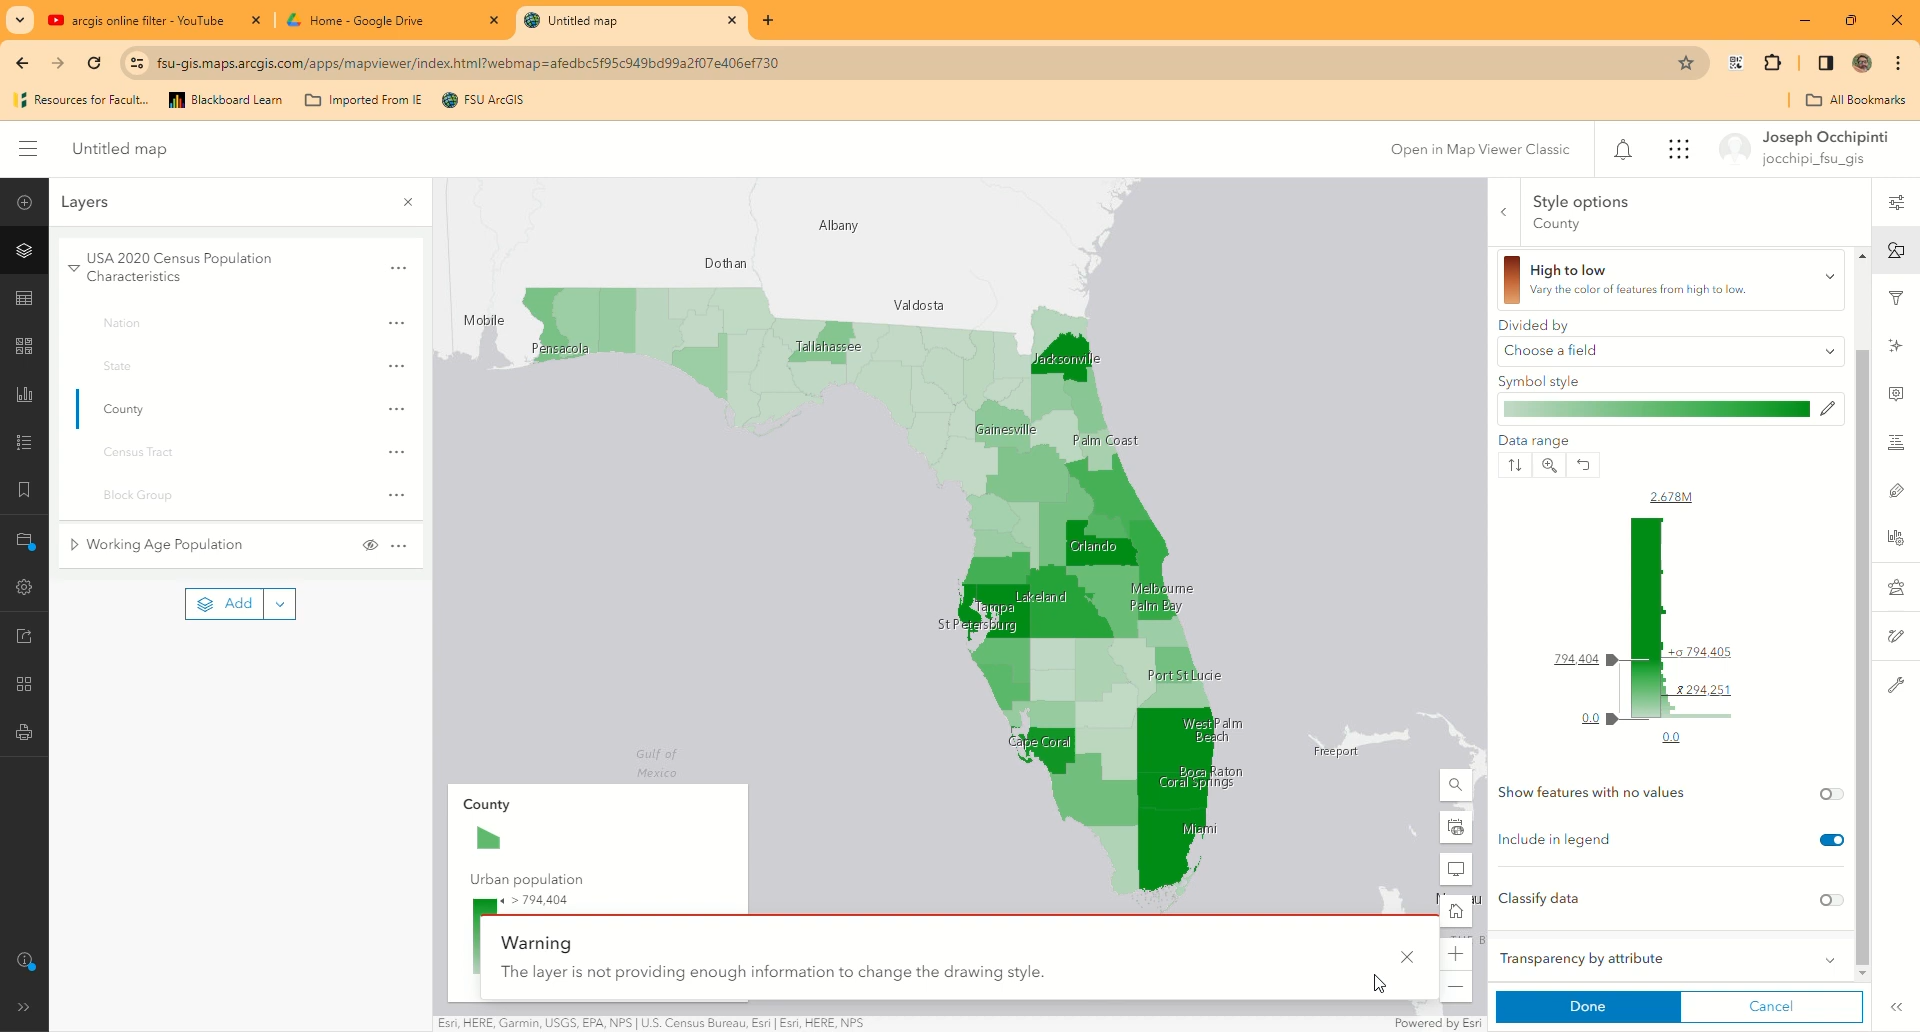 arcgis online filter - YouTube
Home - Google Drive
Untitled map
fsu-gis.maps.arcgis.com/apps/mapviewer/index.html?webmap=afedbc5f95c949bd99a2f07e406ef730
Resources for Facult...
Blackboard Learn
Imported From IE
FSU ArcGIS
All Bookmarks
Untitled map
Open in Map Viewer Classic
Joseph Occhipinti
jocchipi_fsu_gis
Layers
USA 2020 Census Population
Characteristics
Nation
State
County
Census Tract
Block Group
Working Age Population
Add
Albany
Dothan
Valdosta
Mobile
Pensacola
Tallahassee
Jacksonville
Gainesville
Palm Coast
Orlando
Melbourne
Palm Bay
Lakeland
Tampa
St Petersburg
Port St Lucie
West Palm
Beach
Cape Coral
Boca Raton
Coral Springs
Miami
Freeport
Gulf of
Mexico
County
Urban population
> 794,404
Warning
The layer is not providing enough information to change the drawing style.
Esri, HERE, Garmin, USGS, EPA, NPS | U.S. Census Bureau, Esri | Esri, HERE, NPS
Powered by Esri
Style options
County
High to low
Vary the color of features from high to low.
Divided by
Choose a field
Symbol style
Data range
2.678M
794,404
+σ 794,405
x̄ 294,251
0.0
0.0
Show features with no values
Include in legend
Classify data
Transparency by attribute
Done
Cancel